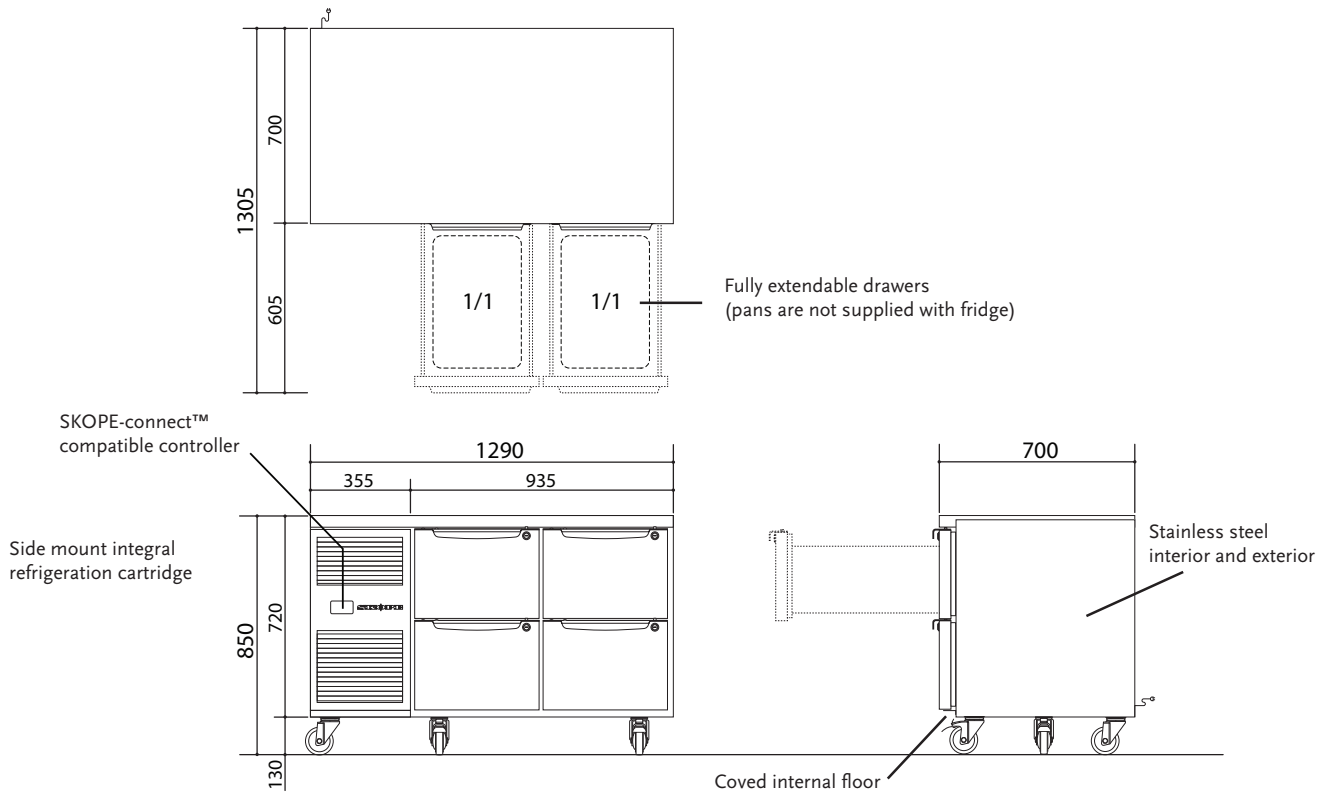 700
1305
605
1/1
1/1
Fully extendable drawers
(pans are not supplied with fridge)
SKOPE-connect™
compatible controller
1290
700
355
935
Side mount integral
refrigeration cartridge
Stainless steel
interior and exterior
SKOPE
720
850
130
Coved internal floor